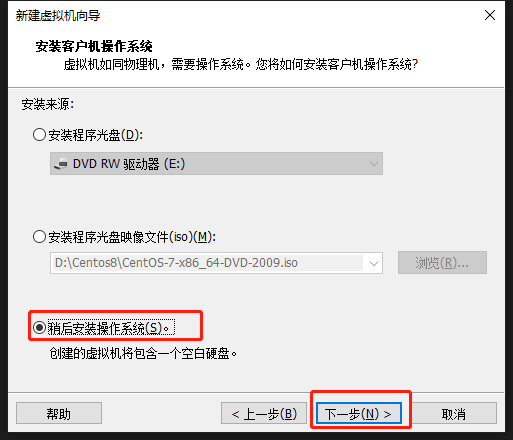 新建虚拟机向导
安装客户机操作系统
虚拟机如同物理机，需要操作系统。您将如何安装客户机操作系统?
安装来源:
安装程序光盘(D):
DVD RW 驱动器 (E:)
安装程序光盘映像文件(iso)(M):
D:\Centos8\CentOS-7-x86_64-DVD-2009.iso
浏览(R)...
稍后安装操作系统(S)。
创建的虚拟机将包含一个空白硬盘。
帮助
< 上一步(B)
下一步(N) >
取消